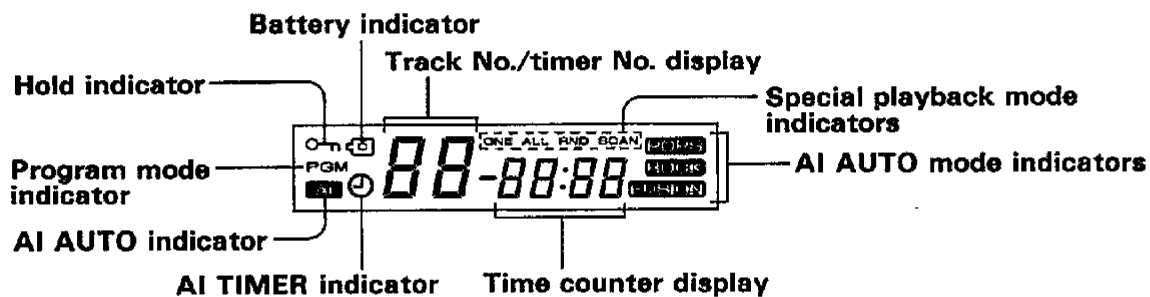 Battery indicator
Track No./timer No. display
Hold indicator
Special playback mode
indicators
ONE ALL RND SCAN
88
-88:88
PGM
AI
Program mode
indicator
AI AUTO mode indicators
AI AUTO indicator
AI TIMER indicator
Time counter display